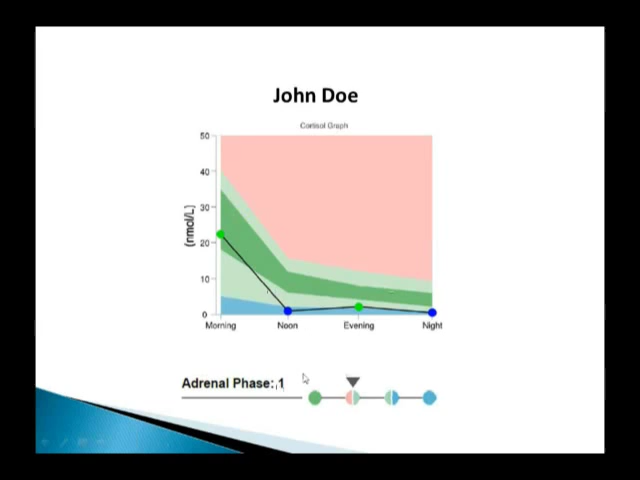 John Doe
Cortisol Graph
50
40
30
20
10
0
(nmol/L)
Morning Noon Evening Night
Adrenal Phase: 1